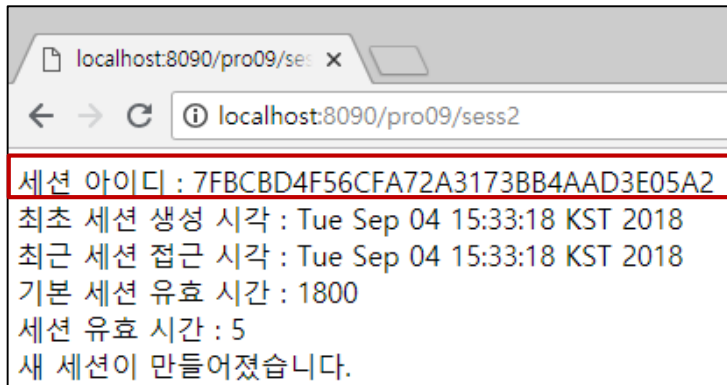 localhost:8090/pro09/ses
localhost:8090/pro09/sess2
세션 아이디 : 7FBCBD4F56CFA72A3173BB4AAD3E05A2
최초 세션 생성 시각 : Tue Sep 04 15:33:18 KST 2018
최근 세션 접근 시각 : Tue Sep 04 15:33:18 KST 2018
기본 세션 유효 시간 : 1800
세션 유효 시간 : 5
새 세션이 만들어졌습니다.